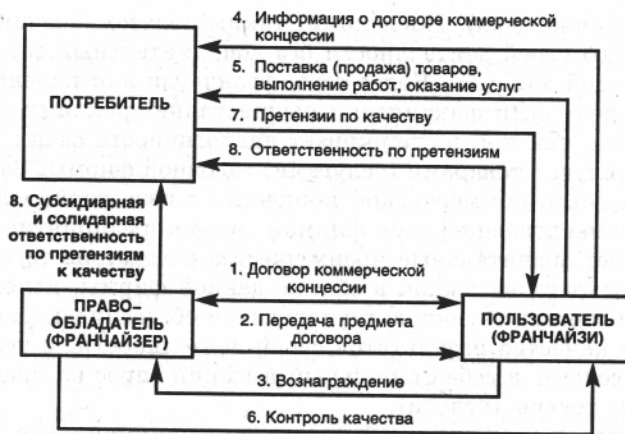 4. Информация о договоре коммерческой
концессии
5. Поставка (продажа) товаров,
выполнение работ, оказание услуг
ПОТРЕБИТЕЛЬ
7. Претензии по качеству
8. Ответственность по претензиям
8. Субсидиарная
и солидарная
ответственность
по претензиям
к качеству
1. Договор коммерческой
концессии
ПРАВО-
ОБЛАДАТЕЛЬ
(ФРАНЧАЙЗЕР)
2. Передача предмета
договора
ПОЛЬЗОВАТЕЛЬ
(ФРАНЧАЙЗИ)
3. Вознаграждение
6. Контроль качества